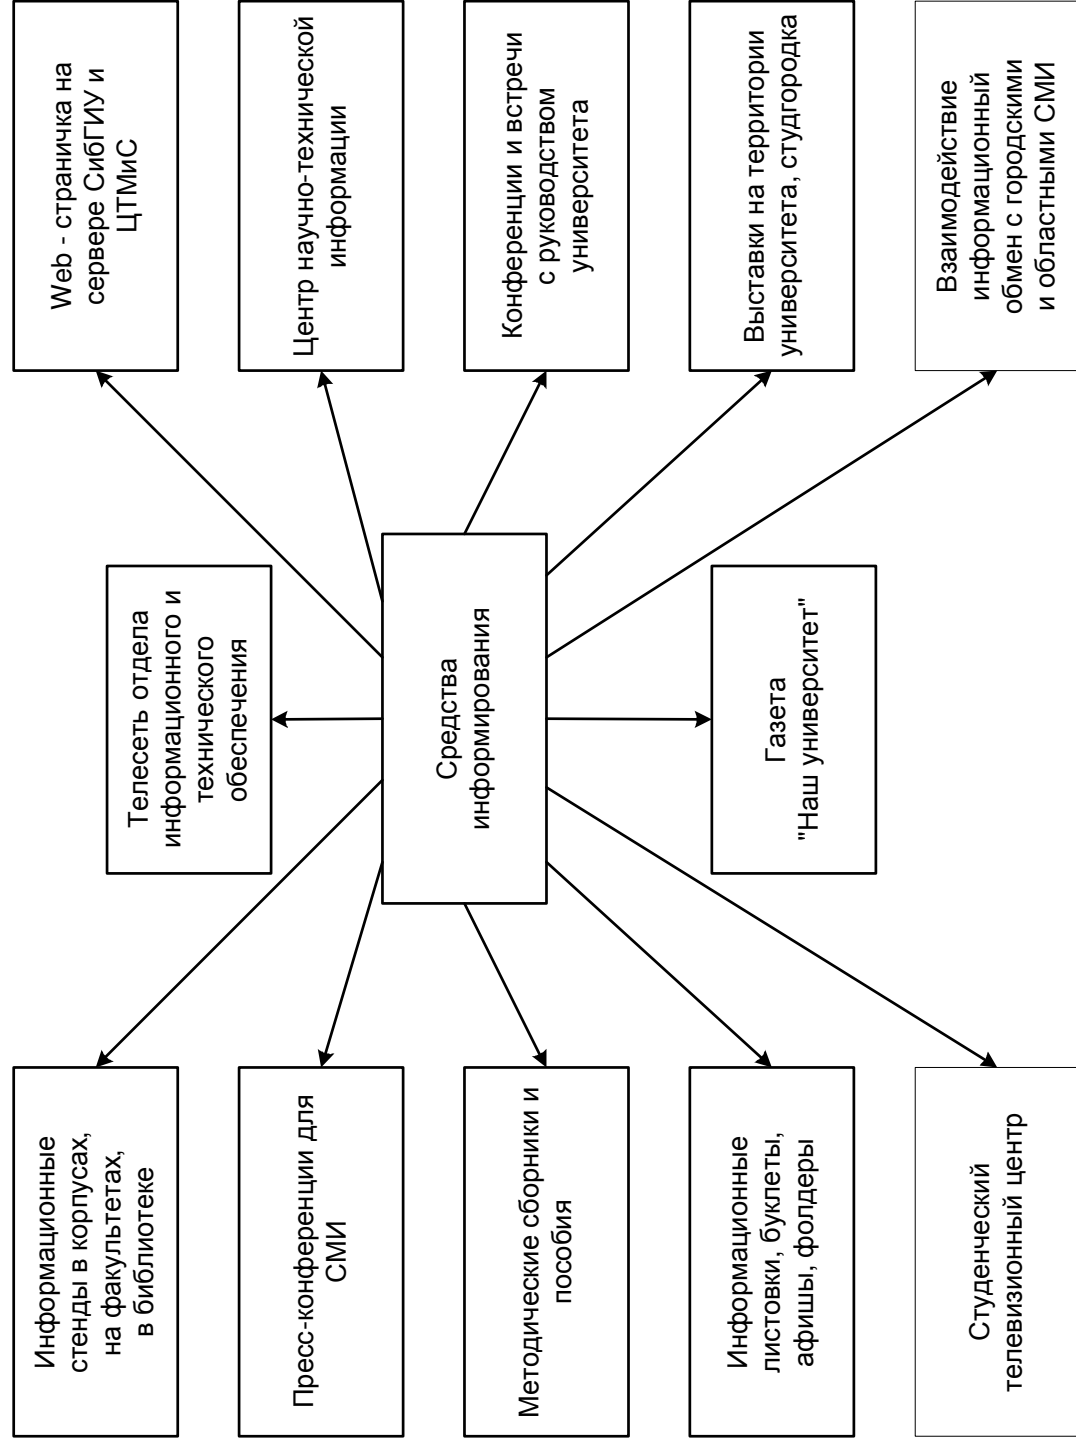 Информационные
стенды в корпусах,
на факультетах,
в библиотеке
Телесеть отдела
информационного и
технического
обеспечения
Web - страничка на
сервере СибГИУ и
ЦТМиС
Пресс-конференции для
СМИ
Центр научно-технической
информации
Методические сборники и
пособия
Средства
информирования
Конференции и встречи
с руководством
университета
Информационные
листовки, буклеты,
афишы, фолдеры
Газета
"Наш университет"
Выставки на территории
университета, студгородка
Студенческий
телевизионный центр
Взаимодействие
информационный
обмен с городскими
и областными СМИ